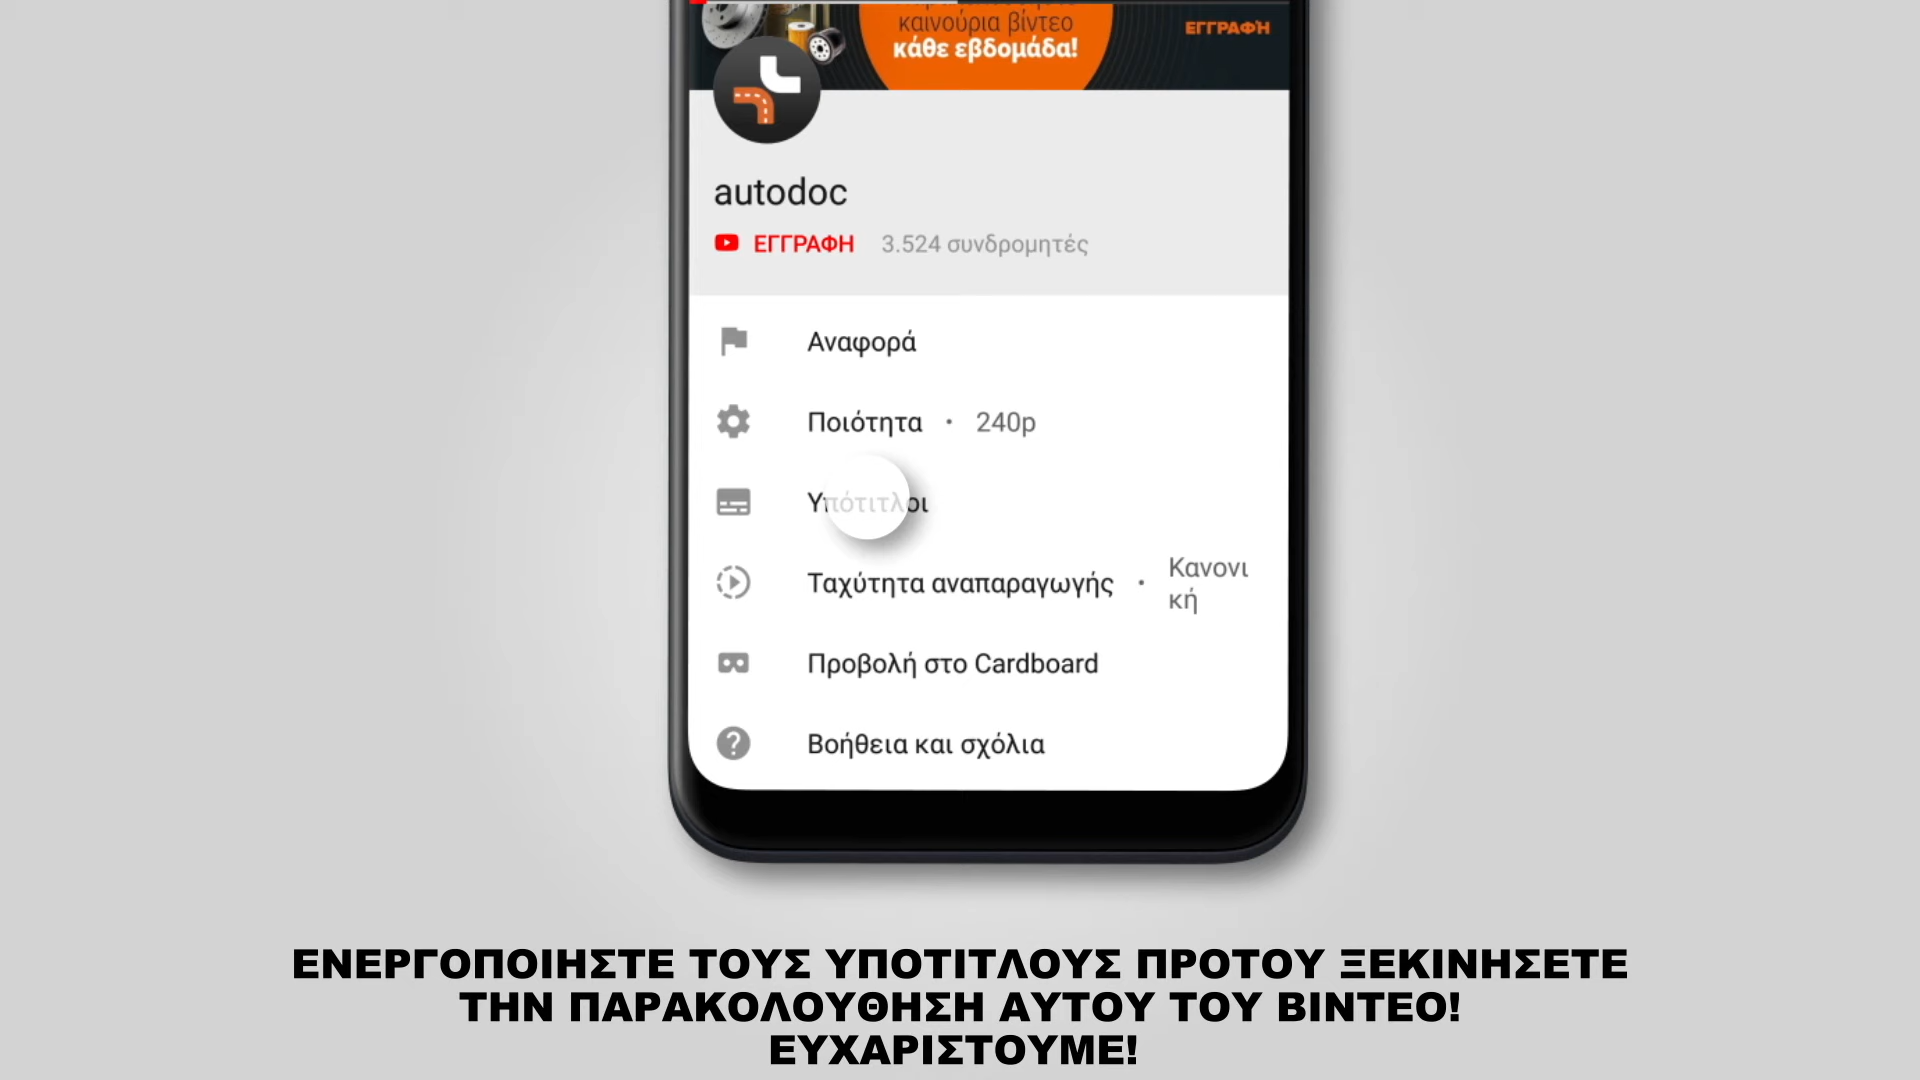 καινούρια βίντεο
κάθε εβδομάδα!
ΕΓΓΡΑΦΉ
autodoc
ΕΓΓΡΑΦΗ 3.524 συνδρομητές
Αναφορά
Ποιότητα • 240p
Υπότιτλοι
Ταχύτητα αναπαραγωγής • Κανονι
κή
Προβολή στο Cardboard
Βοήθεια και σχόλια
ΕΝΕΡΓΟΠΟΙΗΣΤΕ ΤΟΥΣ ΥΠΟΤΙΤΛΟΥΣ ΠΡΟΤΟΥ ΞΕΚΙΝΗΣΕΤΕ
ΤΗΝ ΠΑΡΑΚΟΛΟΥΘΗΣΗ ΑΥΤΟΥ ΤΟΥ ΒΙΝΤΕΟ!
ΕΥΧΑΡΙΣΤΟΥΜΕ!